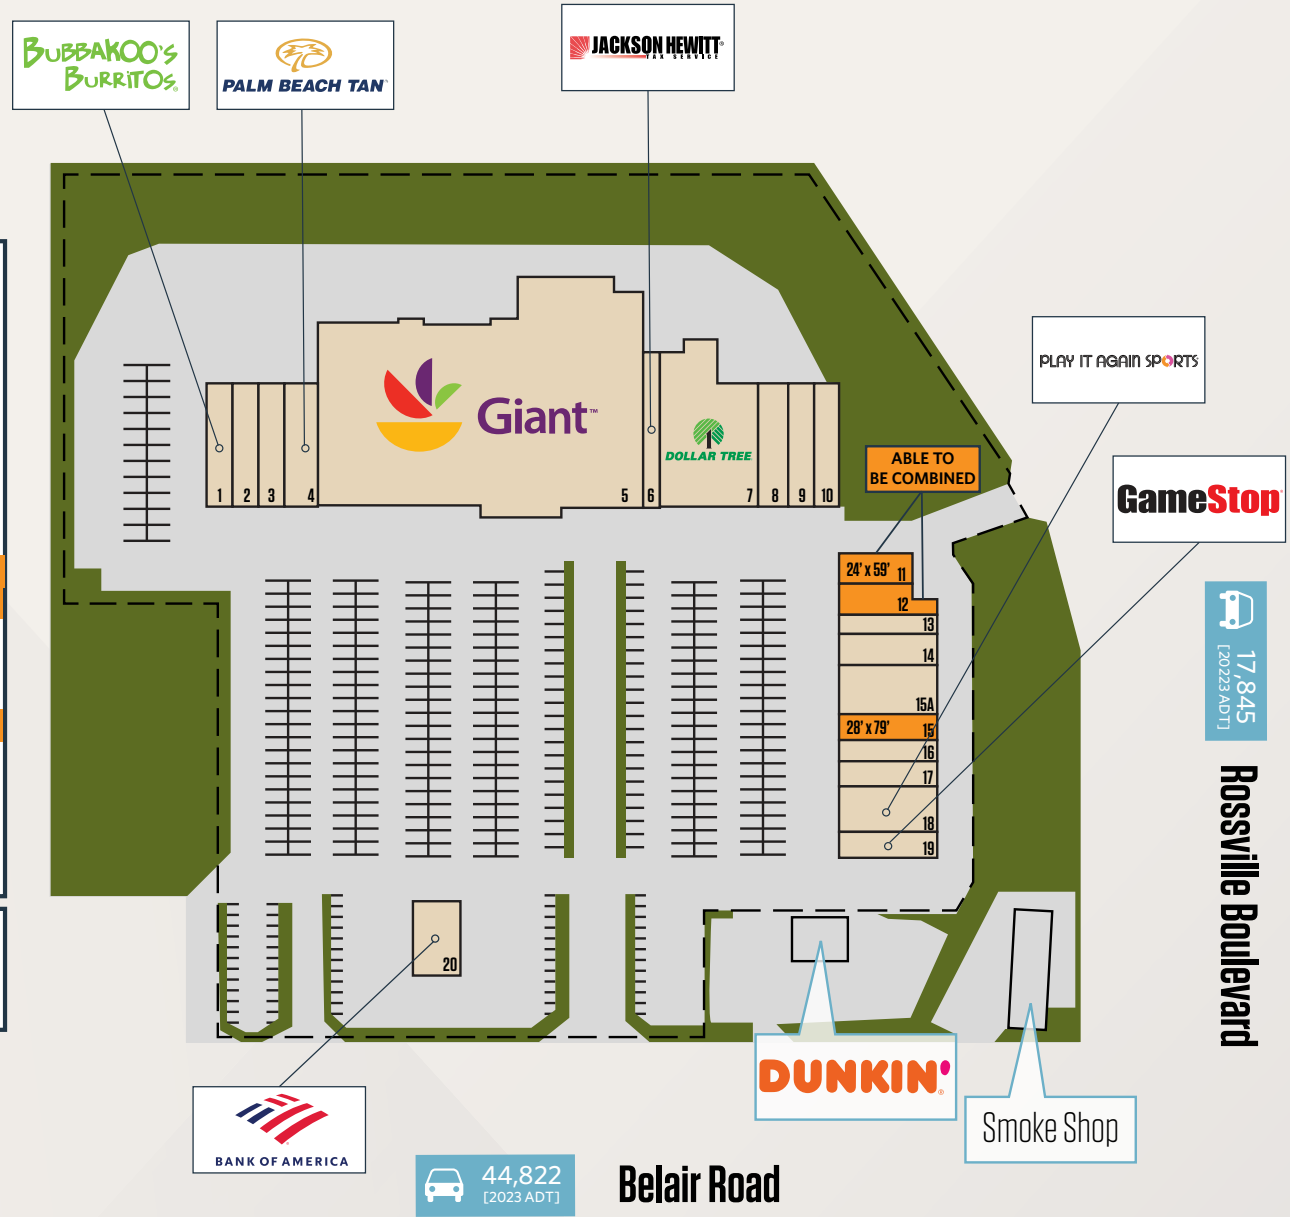 BUBBAKOO'S
BURRITOS
PALM BEACH TAN
JACKSON HEWITT
TAX SERVICE
PLAY IT AGAIN SPORTS
GameStop
Giant™
DOLLAR TREE
ABLE TO
BE COMBINED
1
2
3
4
5
6
7
8
9
10
24' x 59' 11
12
13
14
15A
28' x 79' 15
16
17
18
19
20
17,845
[20223 ADT]
Rossville Boulevard
DUNKIN'
Smoke Shop
BANK OF AMERICA
44,822
[2023 ADT]
Belair Road